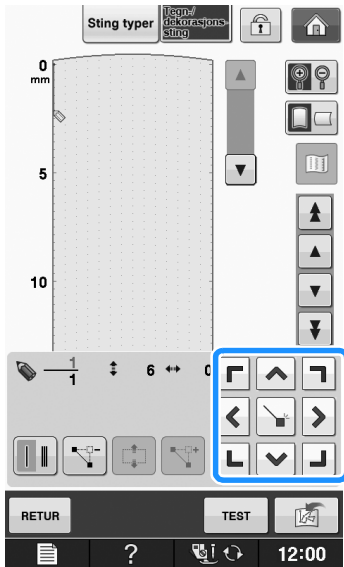 Sting typer
Tegn-/
dekorasjons-
sting
0
mm
5
10
1
1
6
0
RETUR
TEST
?
12:00